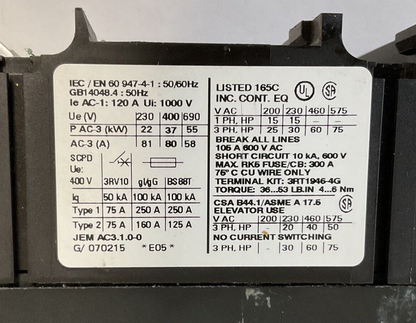 IEC / EN 60 947-4-1 : 50/60Hz
GB14048.4 : 50Hz
Ie AC-1: 120 A Ui: 1000 V
Ue (V) 230 400 690
P AC-3 (kW) 22 37 55
AC-3 (A) 81 80 58
SCPD
Ue:
400 V 3RV10 gL/gG BS88T
Iq 50 kA 100 kA 100 kA
Type 1 75 A 250 A 250 A
Type 2 75 A 160 A 125 A
JEM AC3.1.0-0
G/ 070215 *E05*
LISTED 165C
INC. CONT. EQ
UL SA
V AC 200 230 460 575
1 PH, HP 15 15 — —
3 PH, HP 25 30 60 75
BREAK ALL LINES
105 A 600 V AC
SHORT CIRCUIT 10 kA, 600 V
MAX RK5 FUSE/CB: 300 A
75° C CU WIRE ONLY
TERMINAL KIT: 3RT1946-4G
TORQUE: 36...53 LB.IN 4...6 Nm
CSA B44.1/ASME A 17.5
ELEVATOR USE
SA
V AC 200 230 460 575
3 PH, HP - 20 40 50
NO CURRENT SWITCHING
3 PH, HP - 30 60 75